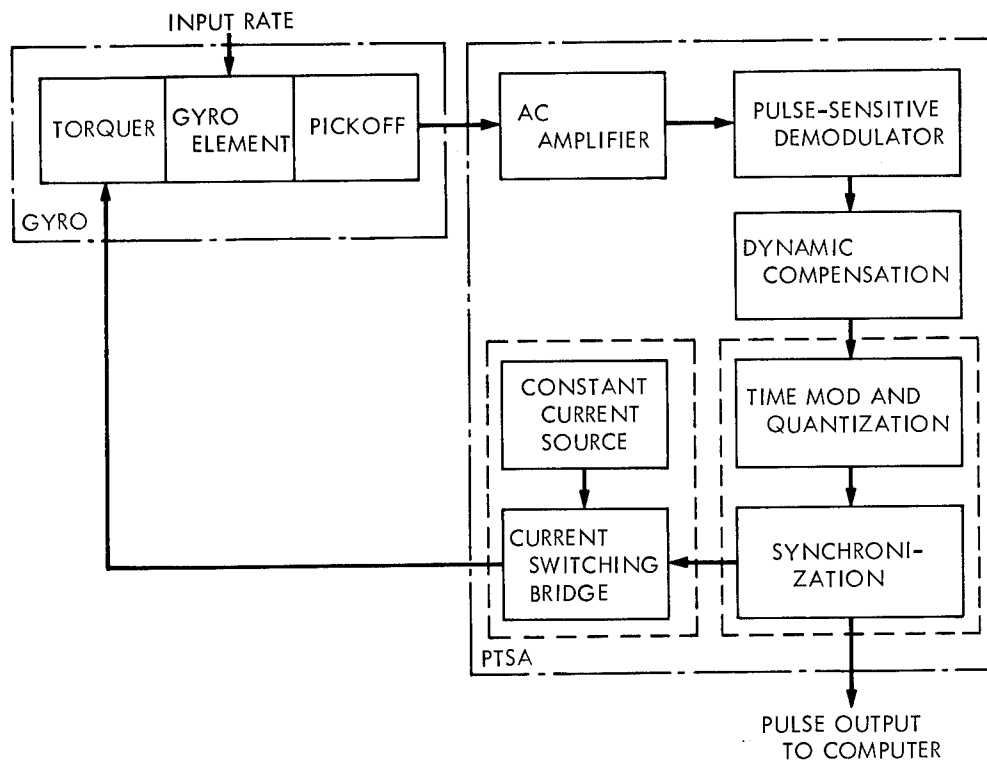 INPUT RATE
TORQUER
GYRO
ELEMENT
PICKOFF
GYRO
AC
AMPLIFIER
PULSE-SENSITIVE
DEMODULATOR
DYNAMIC
COMPENSATION
CONSTANT
CURRENT
SOURCE
TIME MOD AND
QUANTIZATION
CURRENT
SWITCHING
BRIDGE
SYNCHRONI-
ZATION
PTSA
PULSE OUTPUT
TO COMPUTER